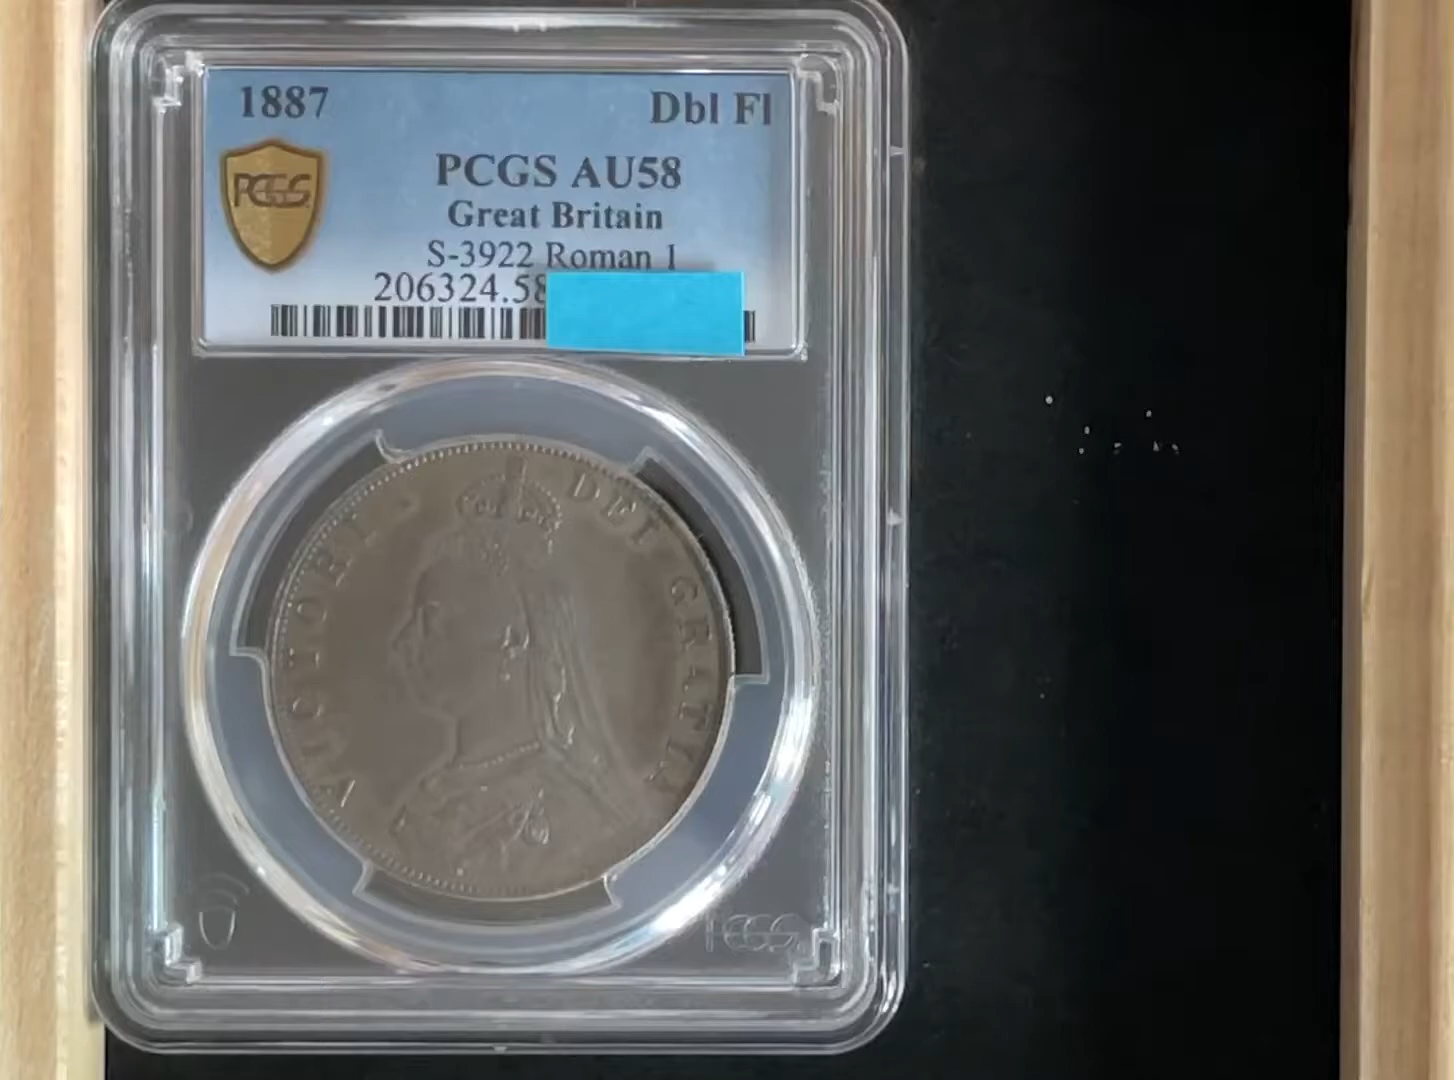 1887 Dbl Fl
PCGS AU58
PCGS
Great Britain
S-3922 Roman 1
206324.58
VICTORIA DEI GRATIA
PCGS